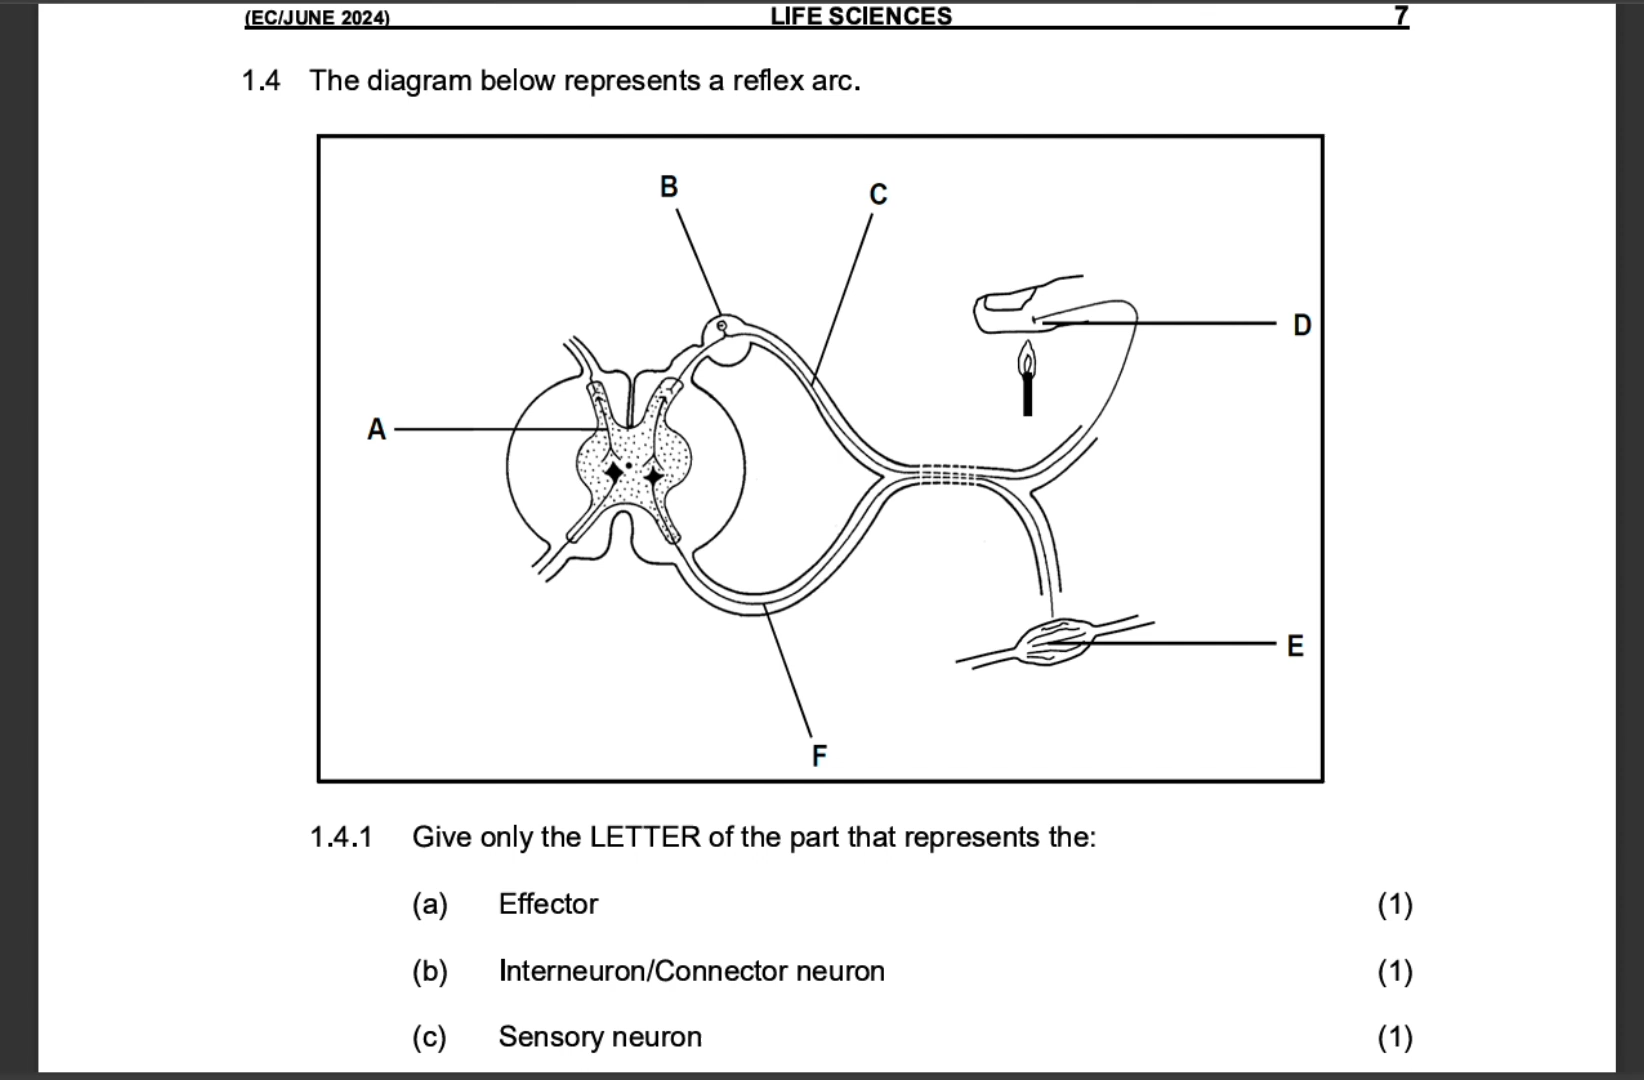 (EC/JUNE 2024) LIFE SCIENCES 7
1.4 The diagram below represents a reflex arc.
B
C
D
A
E
F
1.4.1 Give only the LETTER of the part that represents the:
(a) Effector (1)
(b) Interneuron/Connector neuron (1)
(c) Sensory neuron (1)